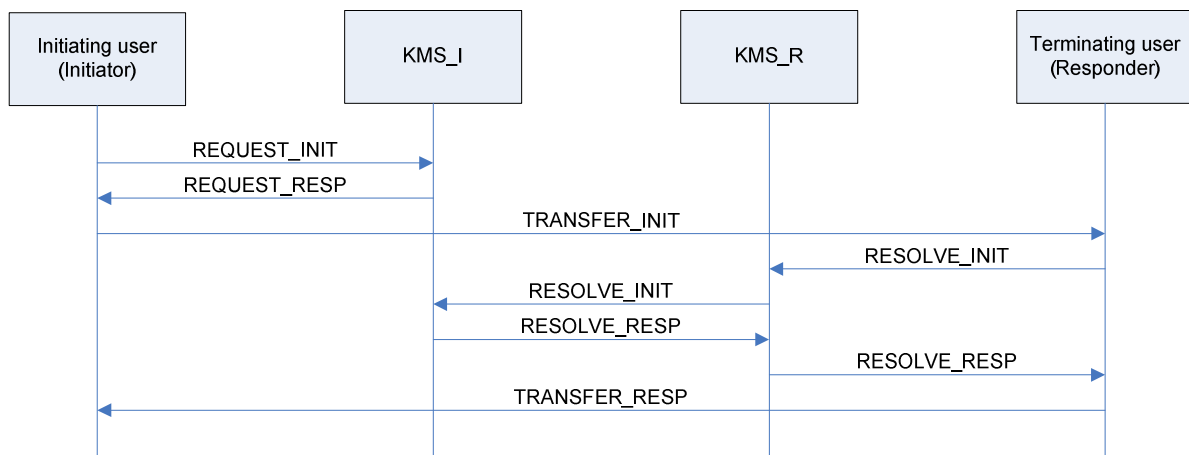 Initiating user
(Initiator)
KMS_I
KMS_R
Terminating user
(Responder)
REQUEST_INIT
REQUEST_RESP
TRANSFER_INIT
RESOLVE_INIT
RESOLVE_INIT
RESOLVE_RESP
RESOLVE_RESP
TRANSFER_RESP